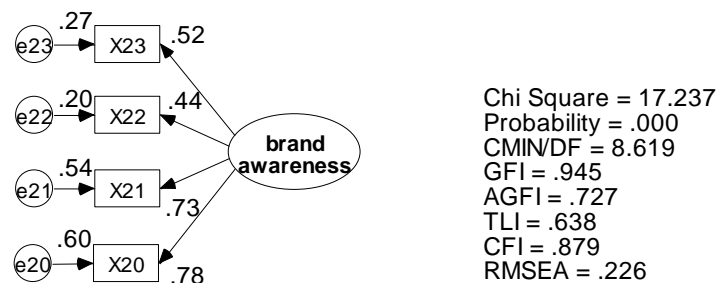 .27
e23
X23
.52
.20
e22
X22
.44
brand
awareness
.54
e21
X21
.73
.60
e20
X20
.78
Chi Square = 17.237
Probability = .000
CMIN/DF = 8.619
GFI = .945
AGFI = .727
TLI = .638
CFI = .879
RMSEA = .226